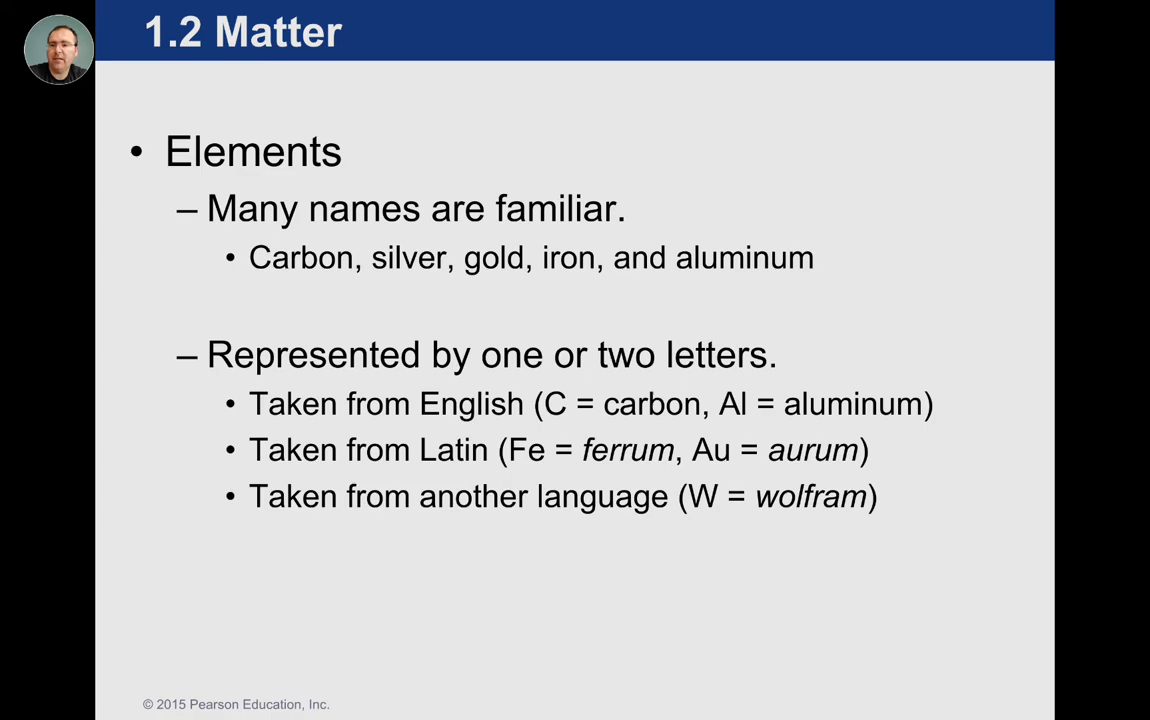 1.2 Matter
• Elements
– Many names are familiar.
• Carbon, silver, gold, iron, and aluminum
– Represented by one or two letters.
• Taken from English (C = carbon, Al = aluminum)
• Taken from Latin (Fe = ferrum, Au = aurum)
• Taken from another language (W = wolfram)
© 2015 Pearson Education, Inc.